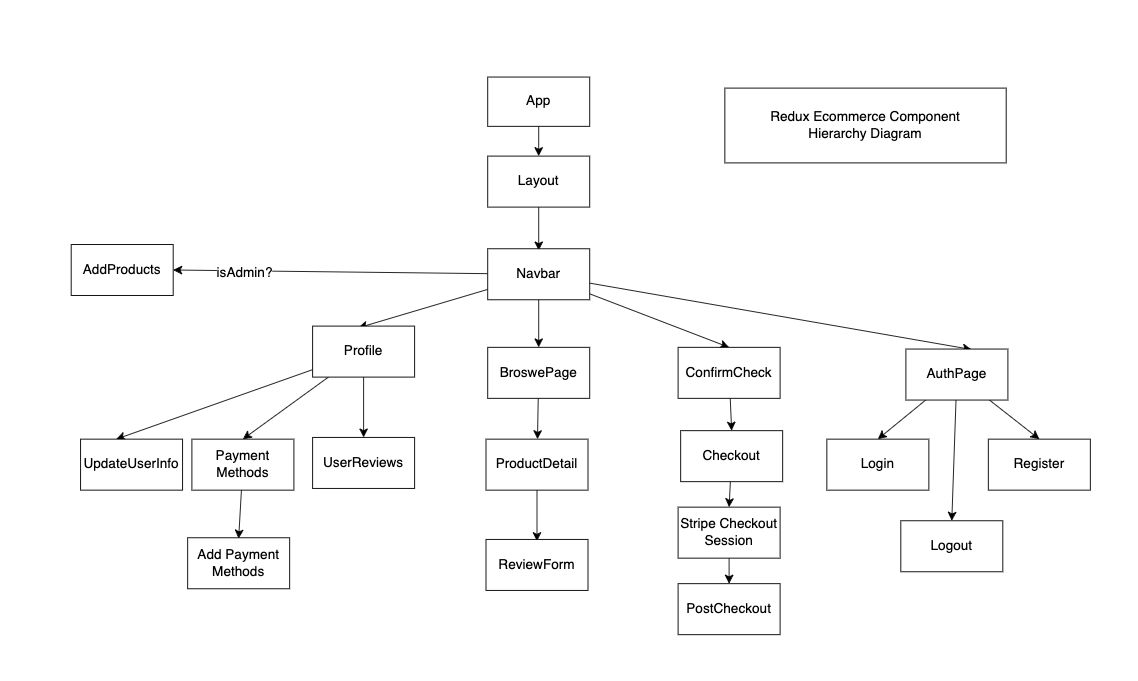 App
Redux Ecommerce Component
Hierarchy Diagram
Layout
AddProducts
isAdmin?
Navbar
Profile
BroswePage
ConfirmCheck
AuthPage
UpdateUserInfo
Payment
Methods
UserReviews
ProductDetail
Checkout
Login
Register
Add Payment
Methods
ReviewForm
Stripe Checkout
Session
Logout
PostCheckout